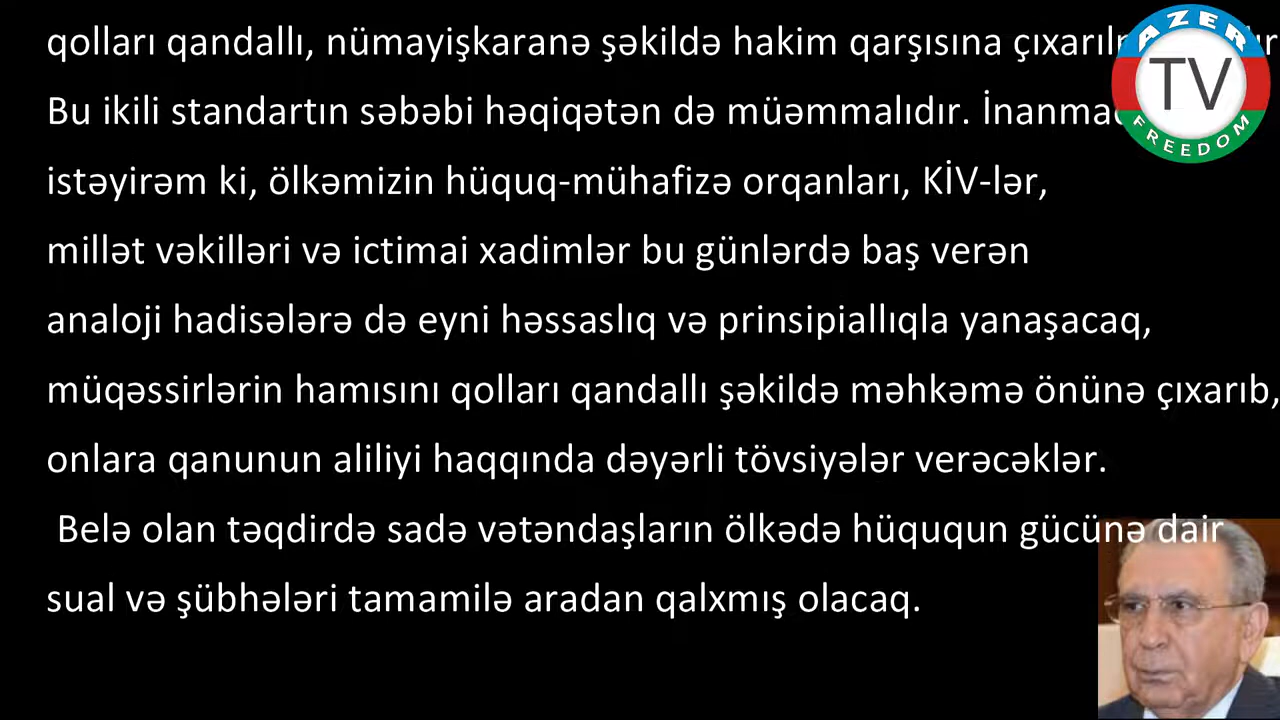 qolları qandallı, nümayişkaranə şəkildə hakim qarşısına
Bu ikili standartın səbəbi həqiqətən də müəmmalıdır.
istəyirəm ki, ölkəmizin hüquq-mühafizə orqanları, KİV-lər,
millət vəkilləri və ictimai xadimlər bu günlərdə baş verən
analoji hadisələrə də eyni həssaslıq və prinsipiallıqla yanaşacaq,
müqəssirlərin hamısını qolları qandallı şəkildə məhkəmə önünə çıxarıb,
onlara qanunun aliliyi haqqında dəyərli tövsiyələr verəcəklər.
Belə olan təqdirdə sadə vətəndaşların ölkədə hüququn gücünə dair
sual və şübhələri tamamilə aradan qalxmış olacaq.
AZER
TV
FREEDOM